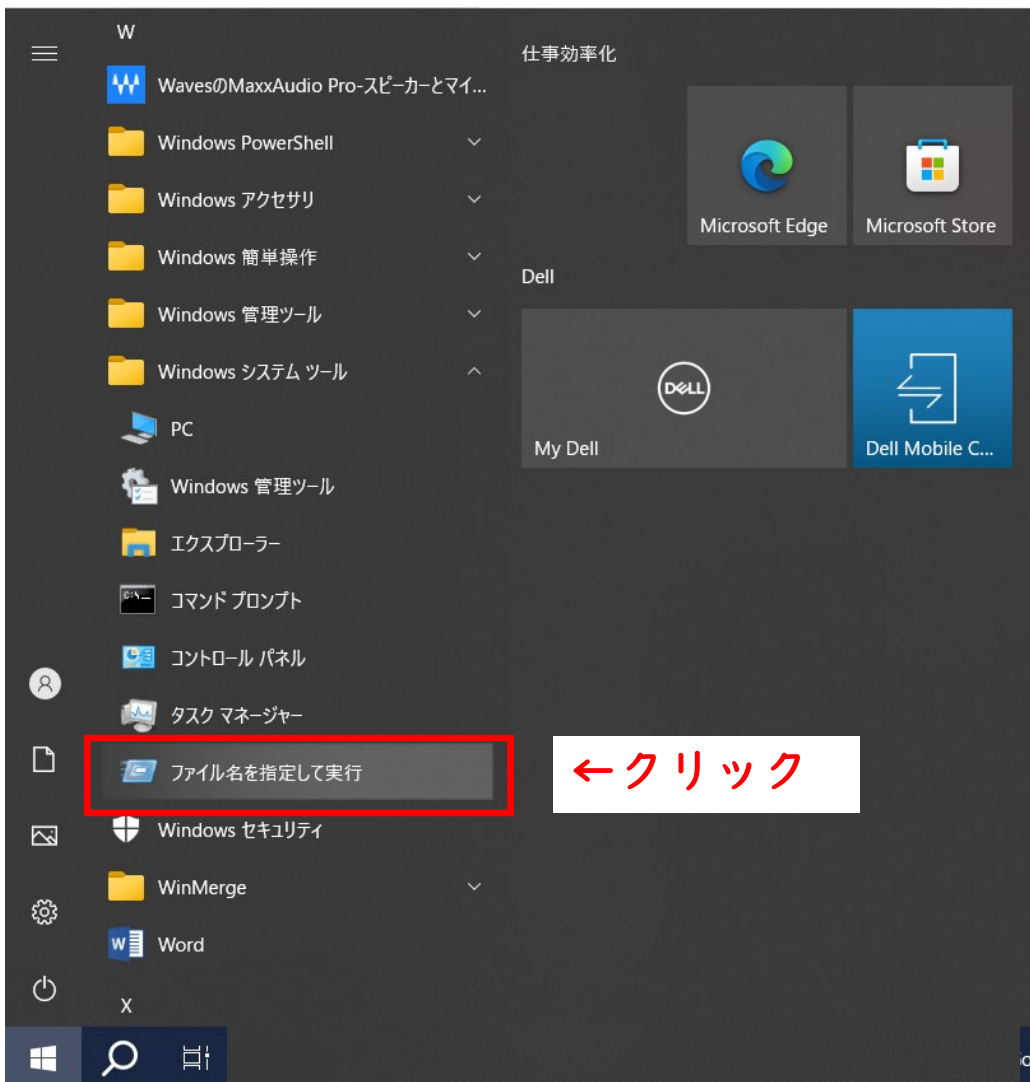 W
WavesのMaxxAudio Pro-スピーカーとマイ...
Windows PowerShell
Windows アクセサリ
Windows 簡単操作
Windows 管理ツール
Windows システム ツール
PC
Windows 管理ツール
エクスプローラー
C:\
コマンド プロンプト
コントロール パネル
タスク マネージャー
ファイル名を指定して実行
←クリック
Windows セキュリティ
WinMerge
W
Word
X
仕事効率化
Microsoft Edge
Microsoft Store
Dell
DELL
My Dell
Dell Mobile C...